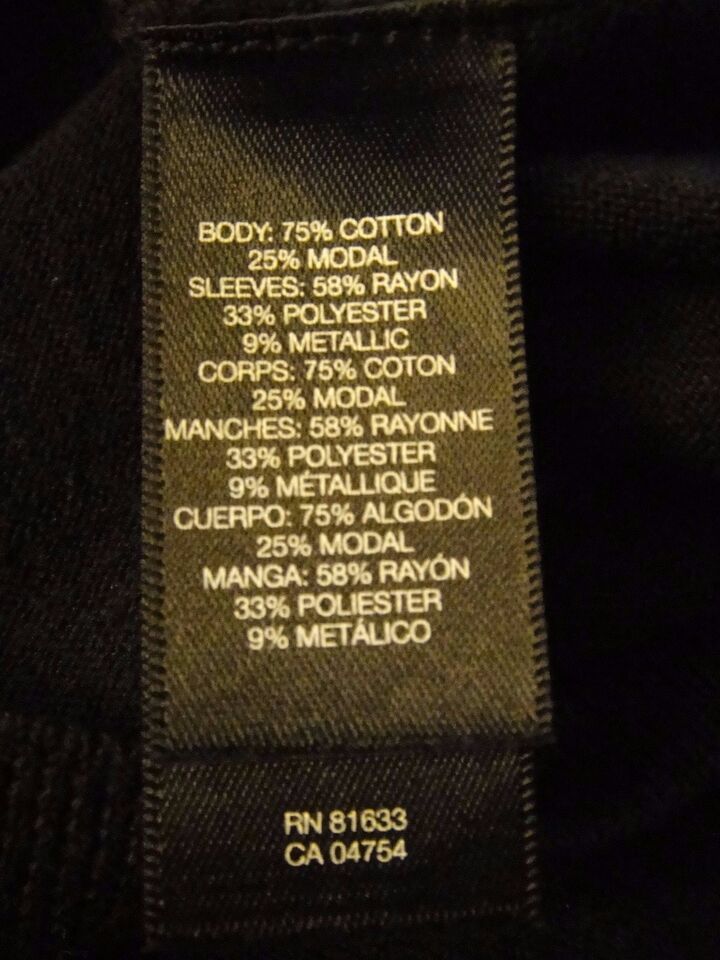 BODY: 75% COTTON
25% MODAL
SLEEVES: 58% RAYON
33% POLYESTER
9% METALLIC
CORPS: 75% COTON
25% MODAL
MANCHES: 58% RAYONNE
33% POLYESTER
9% MÉTALLIQUE
CUERPO: 75% ALGODÓN
25% MODAL
MANGA: 58% RAYÓN
33% POLIESTER
9% METÁLICO
RN 81633
CA 04754